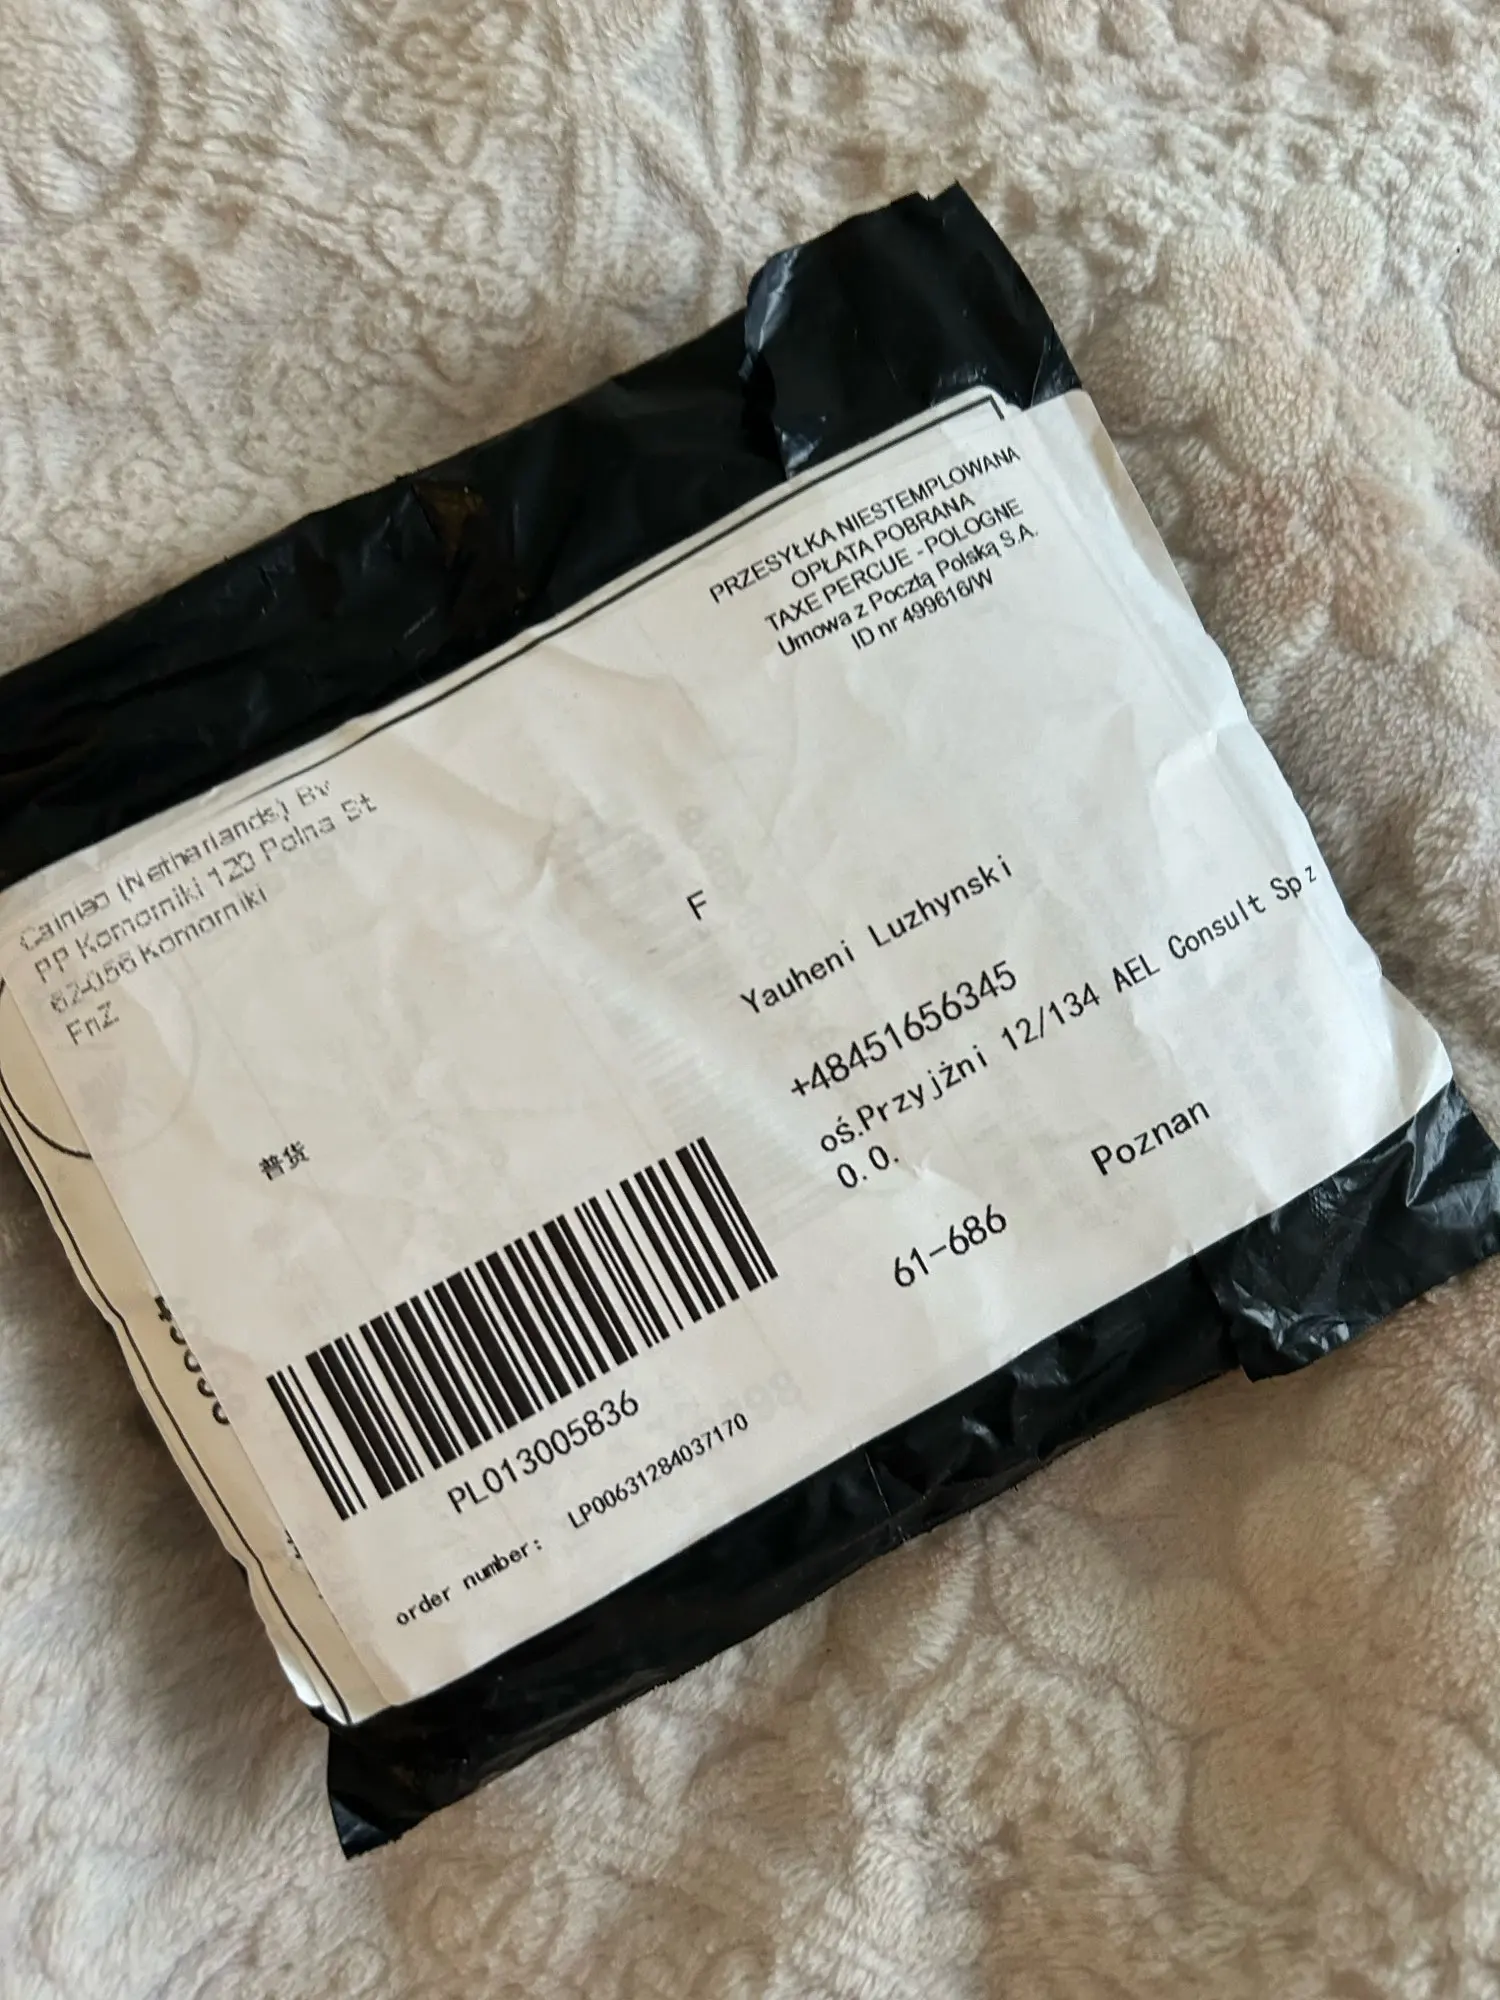 PRZESYŁKA NIESTEMPLOWANA
OPŁATA POBRANA
TAXE PERCUE - POLOGNE
Umowa z Pocztą Polską S.A.
ID nr 499616/W
Cainiao (Netherlands) BV
PP Komorniki 120 Polna St
62-056 Komorniki
FnZ
F
Yauheni Luzhynski
+48451656345
oś.Przyjźni 12/134 AEL Consult Sp z
O.O.
61-686 Poznan
普货
PL013005836
order number: LP00631284037170